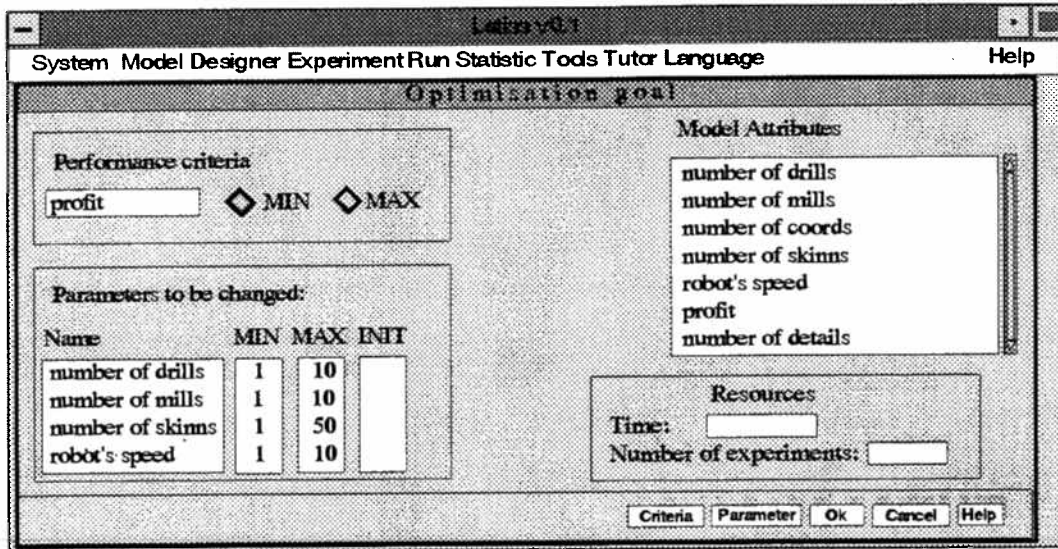 System Model Designer Experiment Run Statistic Tools Tutor Language Help
Optimisation goal
Performance criteria
profit MIN MAX
Parameters to be changed:
Name MIN MAX INIT
number of drills 1 10
number of mills 1 10
number of skinns 1 50
robot's speed 1 10
Model Attributes
number of drills
number of mills
number of coords
number of skinns
robot's speed
profit
number of details
Resources
Time:
Number of experiments:
Criteria Parameter Ok Cancel Help